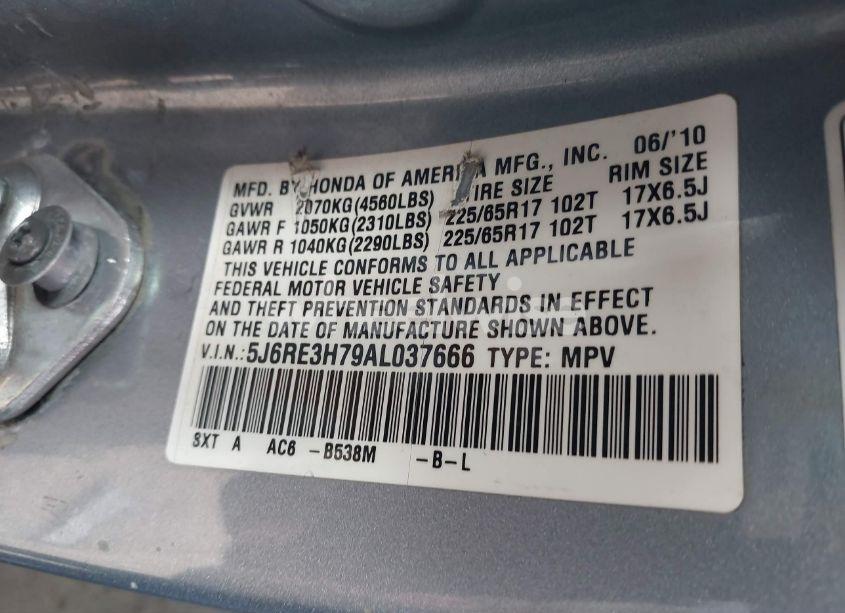 MFD. BY HONDA OF AMERICA MFG., INC. 06/'10
GVWR 2070KG(4560LBS) TIRE SIZE RIM SIZE
GAWR F 1050KG(2310LBS) 225/65R17 102T 17X6.5J
GAWR R 1040KG(2290LBS) 225/65R17 102T 17X6.5J
THIS VEHICLE CONFORMS TO ALL APPLICABLE
FEDERAL MOTOR VEHICLE SAFETY
AND THEFT PREVENTION STANDARDS IN EFFECT
ON THE DATE OF MANUFACTURE SHOWN ABOVE.
V.I.N.: 5J6RE3H79AL037666 TYPE: MPV
SXT A AC6 -B538M -B-L